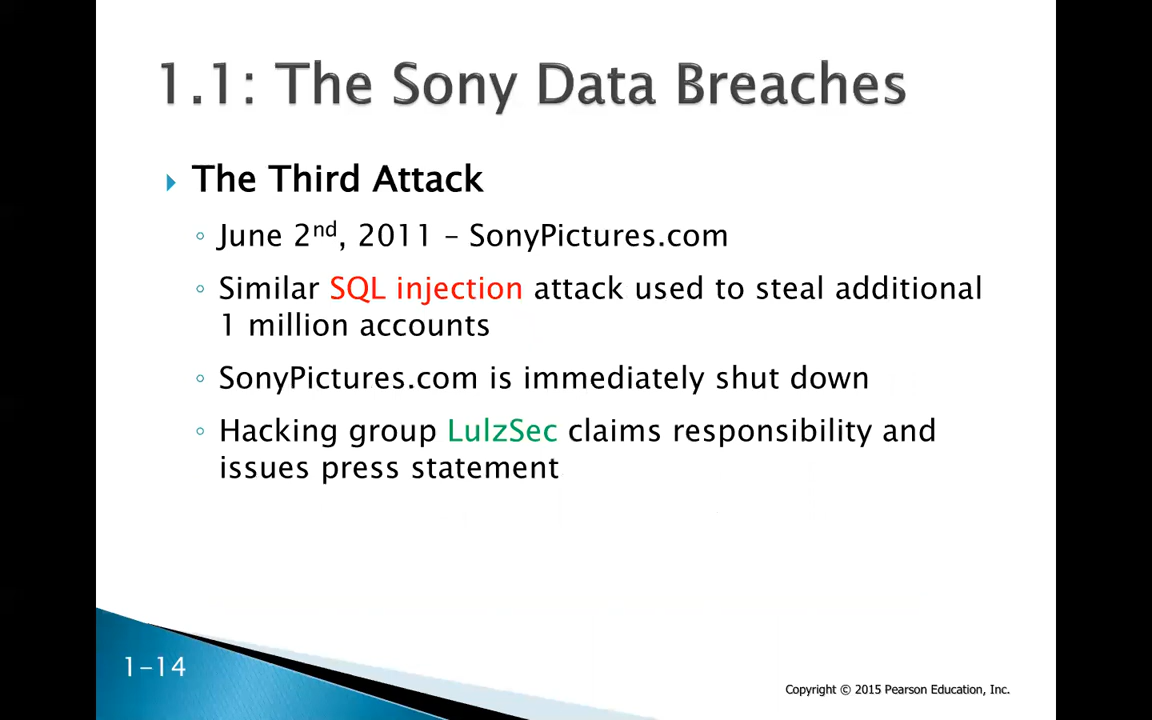 1.1: The Sony Data Breaches
The Third Attack
June 2nd, 2011 – SonyPictures.com
Similar SQL injection attack used to steal additional
1 million accounts
SonyPictures.com is immediately shut down
Hacking group LulzSec claims responsibility and
issues press statement
1-14
Copyright © 2015 Pearson Education, Inc.